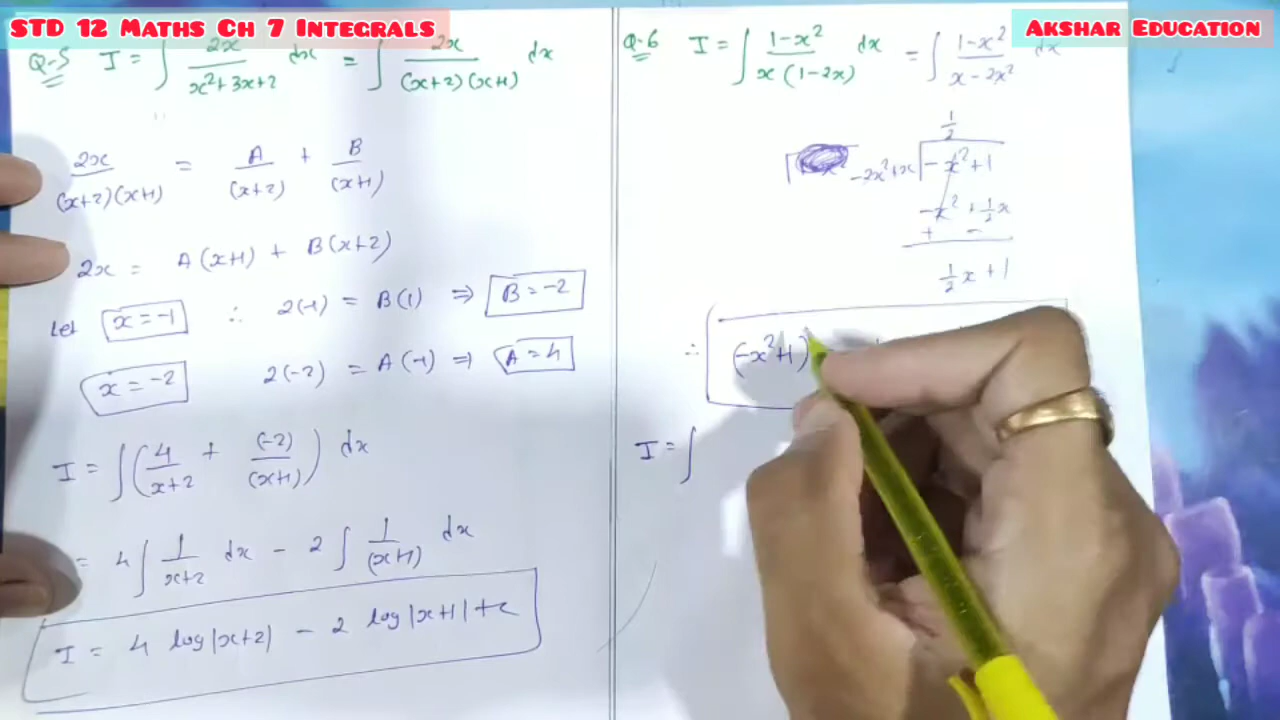 STD 12 Maths Ch 7 Integrals
Akshar Education
Q-5 I = ∫ 2x / (x²+3x+2) dx = ∫ 2x / (x+2)(x+1) dx
2x / (x+2)(x+1) = A / (x+2) + B / (x+1)
2x = A(x+1) + B(x+2)
Let x = -1 ∴ 2(-1) = B(1) ⇒ B = -2
x = -2 2(-2) = A(-1) ⇒ A = 4
I = ∫ ( 4 / x+2 + (-2) / (x+1) ) dx
= 4 ∫ 1 / x+2 dx - 2 ∫ 1 / (x+1) dx
I = 4 log|x+2| - 2 log|x+1| + c
Q-6 I = ∫ 1-x² / x(1-2x) dx = ∫ 1-x² / x-2x² dx
1/2
-2x²+x -x²+1
-x² + 1/2 x
+ -
1/2 x + 1
∴ (-x²+1) =
I = ∫